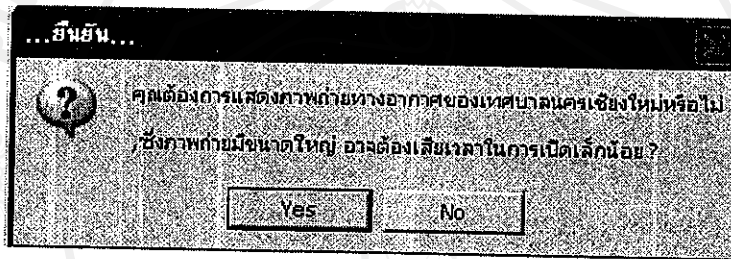 ...ยืนยัน...
คุณต้องการแสดงภาพถ่ายทางอากาศของเทศบาลนครเชียงใหม่หรือไม่
,ซึ่งภาพถ่ายมีขนาดใหญ่ อาจต้องเสียเวลาในการเปิดเล็กน้อย ?
Yes
No